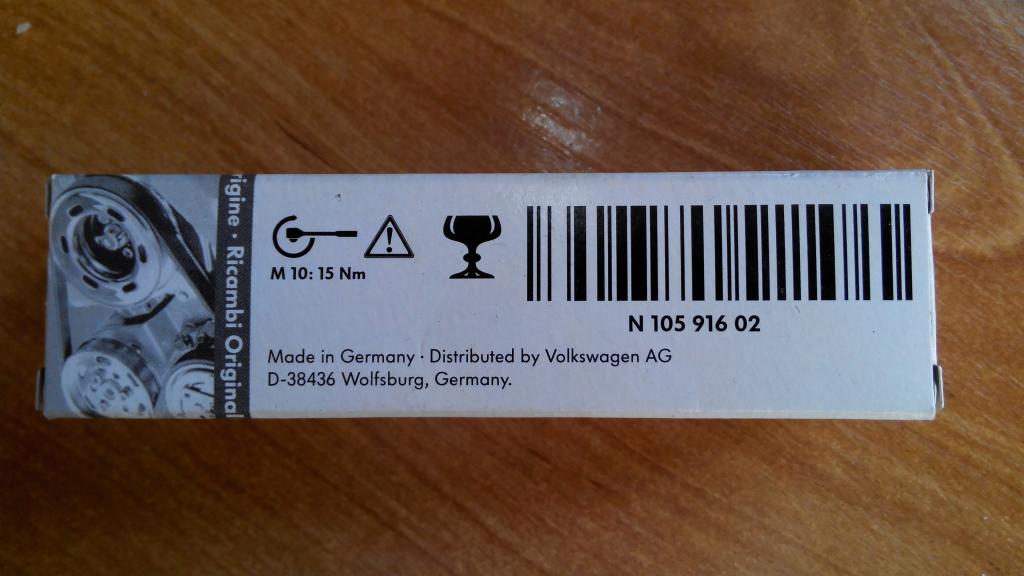 rigine · Ricambi Original
M 10: 15 Nm
N 105 916 02
Made in Germany · Distributed by Volkswagen AG
D-38436 Wolfsburg, Germany.